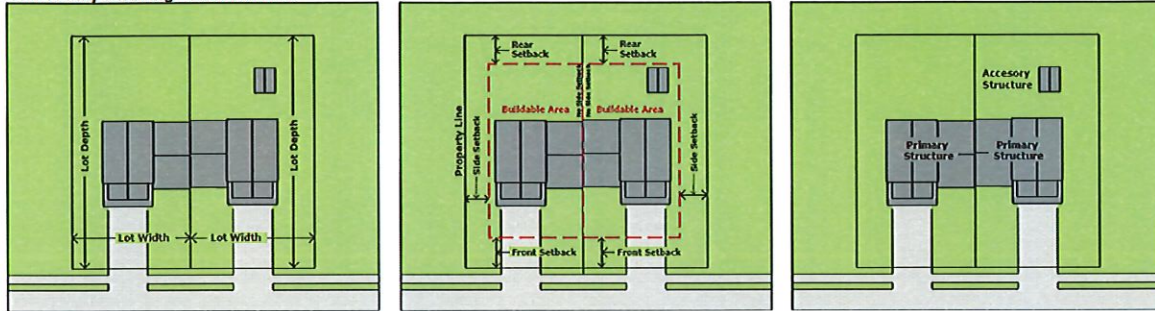 Lot Depth
Lot Depth
Lot Width
Lot Width
Rear
Setback
Rear
Setback
No Side Setback
No Side Setback
Buildable Area
Buildable Area
Property Line
Side Setback
Side Setback
Front Setback
Front Setback
Accesory
Structure
Primary
Structure
Primary
Structure